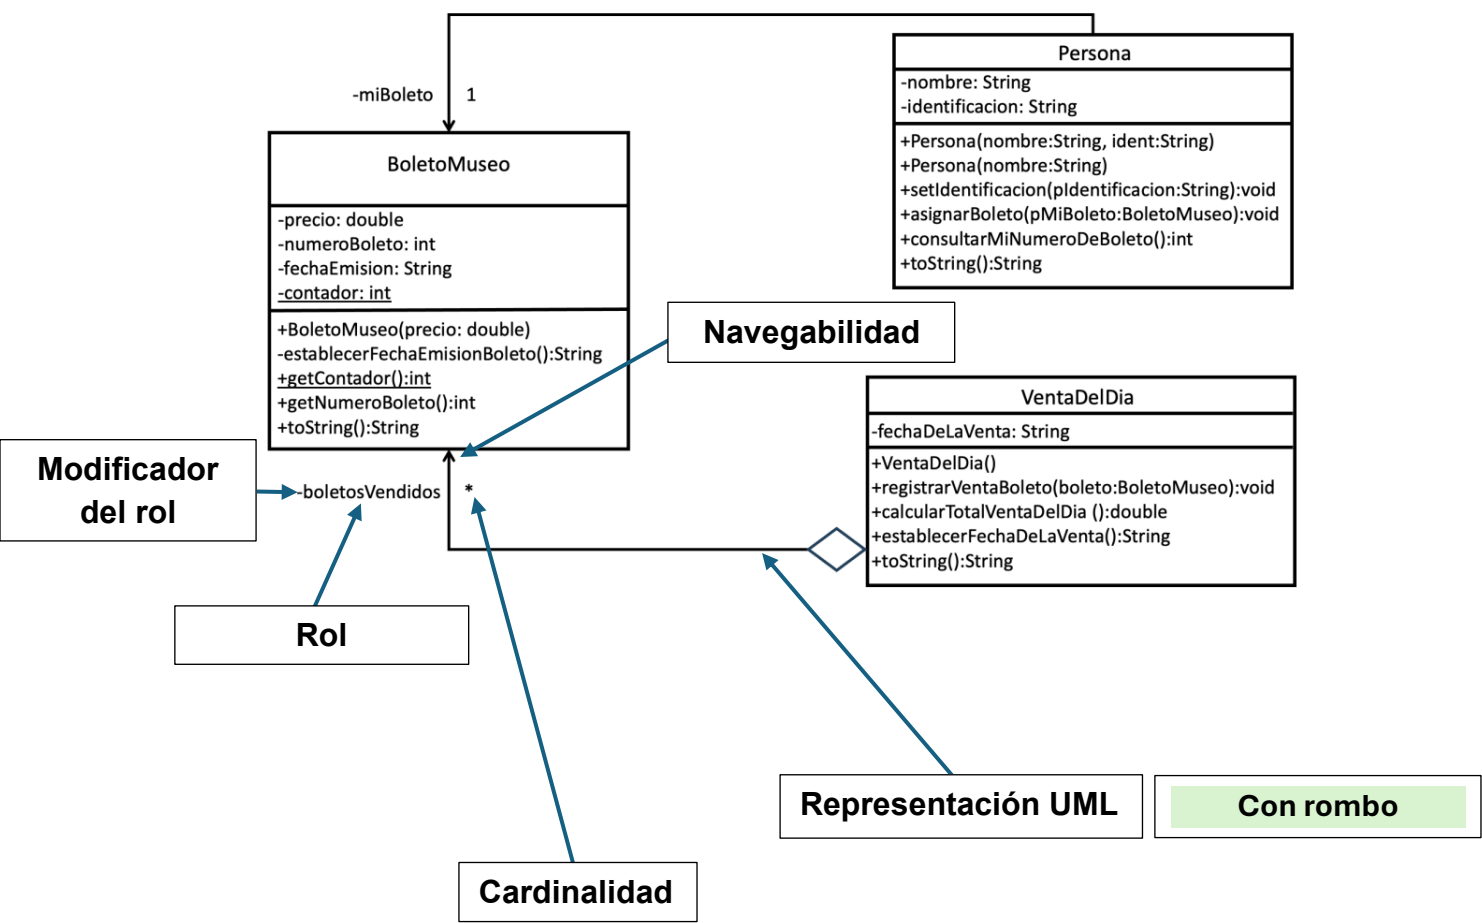 Persona
-nombre: String
-identificacion: String
+Persona(nombre:String, ident:String)
+Persona(nombre:String)
+setIdentificacion(pIdentificacion:String):void
+asignarBoleto(pMiBoleto:BoletoMuseo):void
+consultarMiNumeroDeBoleto():int
+toString():String
-miBoleto 1
BoletoMuseo
-precio: double
-numeroBoleto: int
-fechaEmision: String
-contador: int
+BoletoMuseo(precio: double)
-establecerFechaEmisionBoleto():String
+getContador():int
+getNumeroBoleto():int
+toString():String
Navegabilidad
VentaDelDia
-fechaDeLaVenta: String
+VentaDelDia()
+registrarVentaBoleto(boleto:BoletoMuseo):void
+calcularTotalVentaDelDia ():double
+establecerFechaDeLaVenta():String
+toString():String
Modificador
del rol
-boletosVendidos *
Rol
Representación UML
Con rombo
Cardinalidad